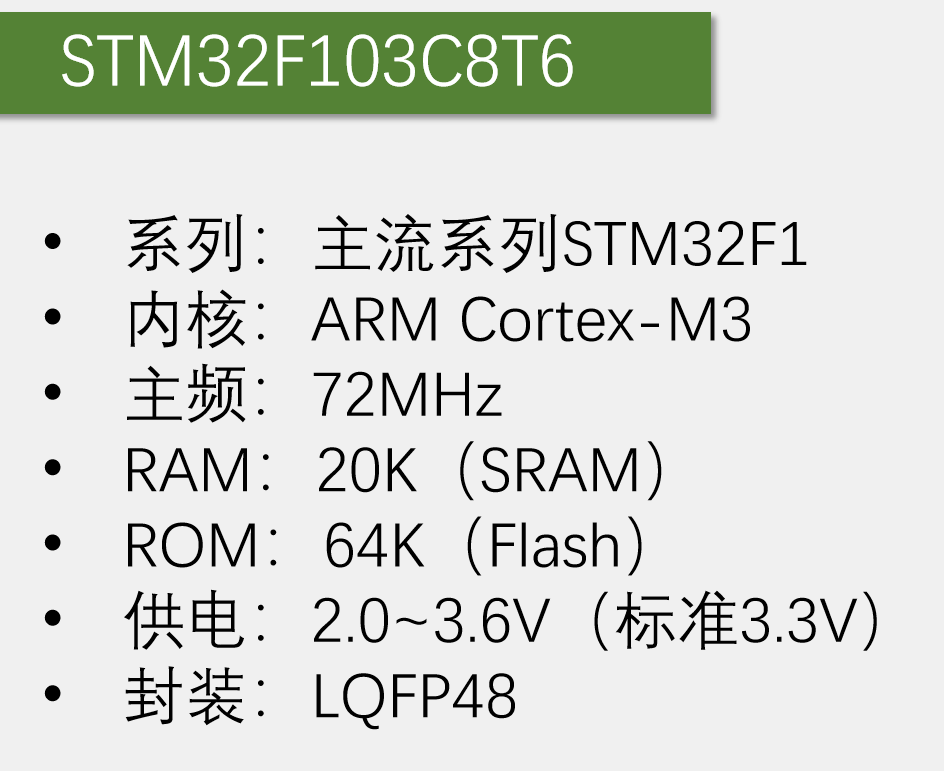 STM32F103C8T6
• 系列：主流系列STM32F1
• 内核：ARM Cortex-M3
• 主频：72MHz
• RAM：20K（SRAM）
• ROM：64K（Flash）
• 供电：2.0~3.6V（标准3.3V）
• 封装：LQFP48